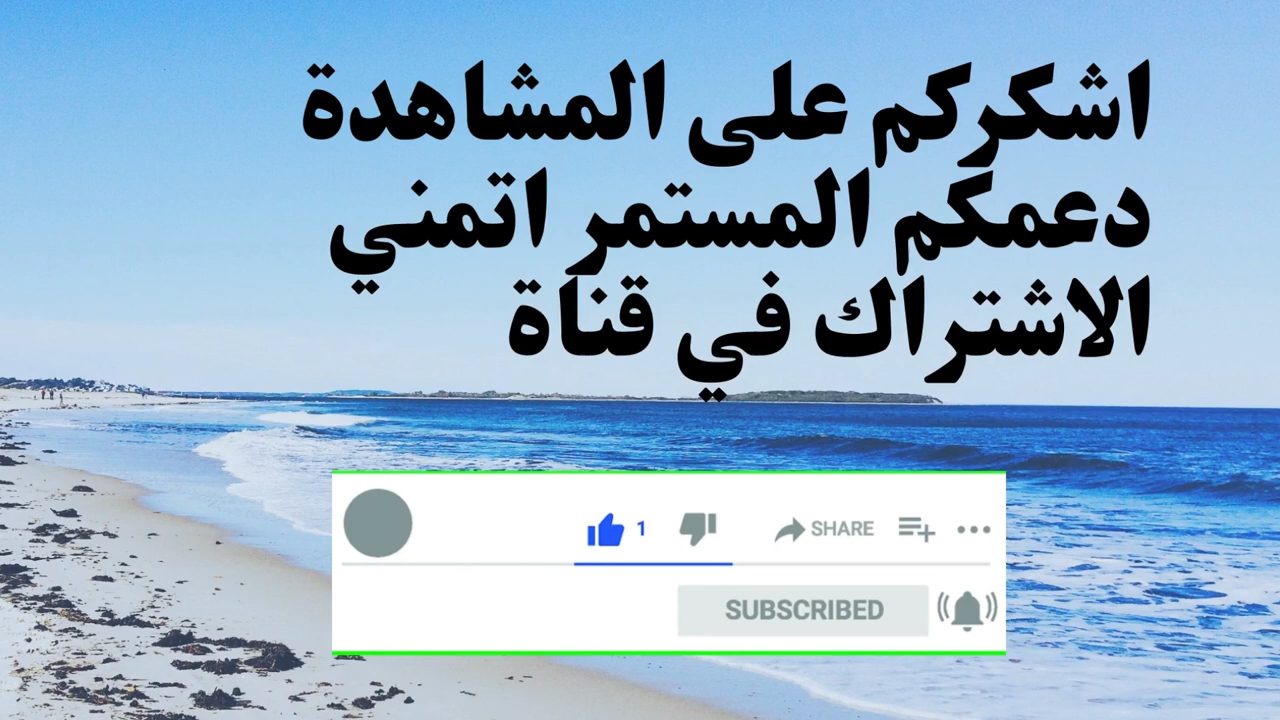 اشكركم على المشاهدة
دعمكم المستمر اتمني
الاشتراك في قناة
1 SHARE
SUBSCRIBED